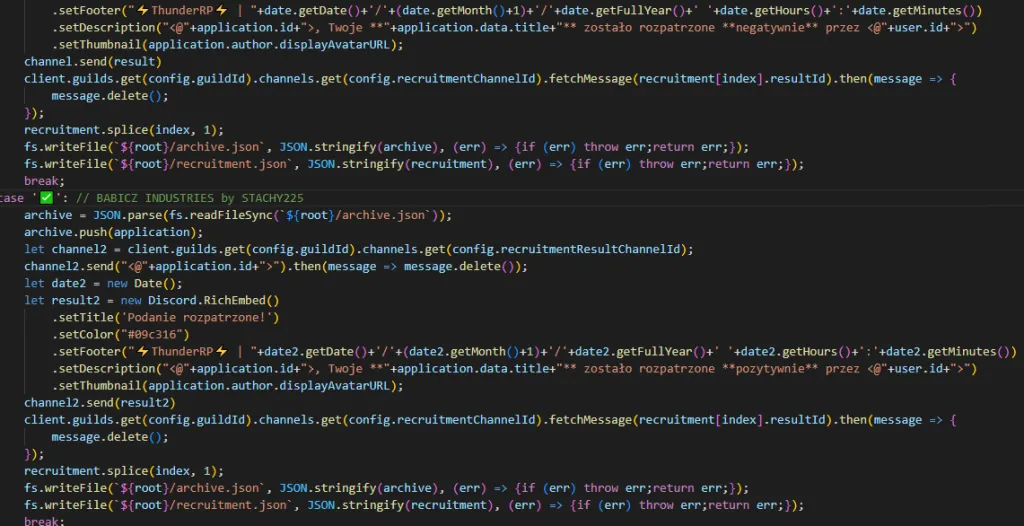 .setFooter("⚡ThunderRP⚡ | "+date.getDate()+'/'+(date.getMonth()+1)+'/'+date.getFullYear()+' '+date.getHours()+':'+date.getMinutes())
.setDescription("<@"+application.id+">, Twoje **"+application.data.title+"** zostało rozpatrzone **negatywnie** przez <@"+user.id+">")
.setThumbnail(application.author.displayAvatarURL);
channel.send(result)
client.guilds.get(config.guildId).channels.get(config.recruitmentChannelId).fetchMessage(recruitment[index].resultId).then(message => {
message.delete();
});
recruitment.splice(index, 1);
fs.writeFile(`${root}/archive.json`, JSON.stringify(archive), (err) => {if (err) throw err;return err;});
fs.writeFile(`${root}/recruitment.json`, JSON.stringify(recruitment), (err) => {if (err) throw err;return err;});
break;
case '✅': // BABICZ INDUSTRIES by STACHY225
archive = JSON.parse(fs.readFileSync(`${root}/archive.json`));
archive.push(application);
let channel2 = client.guilds.get(config.guildId).channels.get(config.recruitmentResultChannelId);
channel2.send("<@"+application.id+">").then(message => message.delete());
let date2 = new Date();
let result2 = new Discord.RichEmbed()
.setTitle('Podanie rozpatrzone!')
.setColor("#09c316")
.setFooter("⚡ThunderRP⚡ | "+date2.getDate()+'/'+(date2.getMonth()+1)+'/'+date2.getFullYear()+' '+date2.getHours()+':'+date2.getMinutes())
.setDescription("<@"+application.id+">, Twoje **"+application.data.title+"** zostało rozpatrzone **pozytywnie** przez <@"+user.id+">")
.setThumbnail(application.author.displayAvatarURL);
channel2.send(result2)
client.guilds.get(config.guildId).channels.get(config.recruitmentChannelId).fetchMessage(recruitment[index].resultId).then(message => {
message.delete();
});
recruitment.splice(index, 1);
fs.writeFile(`${root}/archive.json`, JSON.stringify(archive), (err) => {if (err) throw err;return err;});
fs.writeFile(`${root}/recruitment.json`, JSON.stringify(recruitment), (err) => {if (err) throw err;return err;});
break;